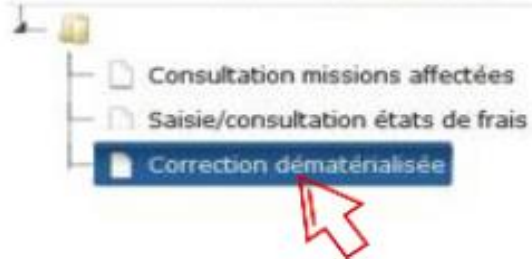 Consultation missions affectées
Saisie/consultation états de frais
Correction dématérialisée